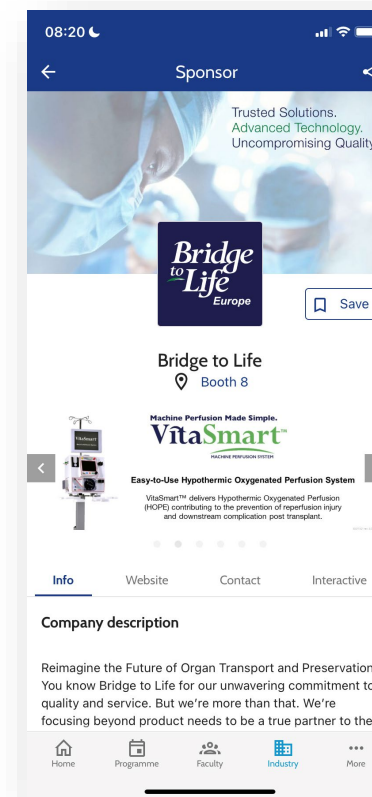 08:20
Sponsor
Trusted Solutions.
Advanced Technology.
Uncompromising Quality
Bridge
to Life
Europe
Save
Bridge to Life
Booth 8
Machine Perfusion Made Simple.
VitaSmart™
MACHINE PERFUSION SYSTEM
VitaSmart
Easy-to-Use Hypothermic Oxygenated Perfusion System
VitaSmart™ delivers Hypothermic Oxygenated Perfusion
(HOPE) contributing to the prevention of reperfusion injury
and downstream complication post transplant.
Info Website Contact Interactive
Company description
Reimagine the Future of Organ Transport and Preservation
You know Bridge to Life for our unwavering commitment to
quality and service. But we’re more than that. We’re
focusing beyond product needs to be a true partner to the
Home Programme Faculty Industry More